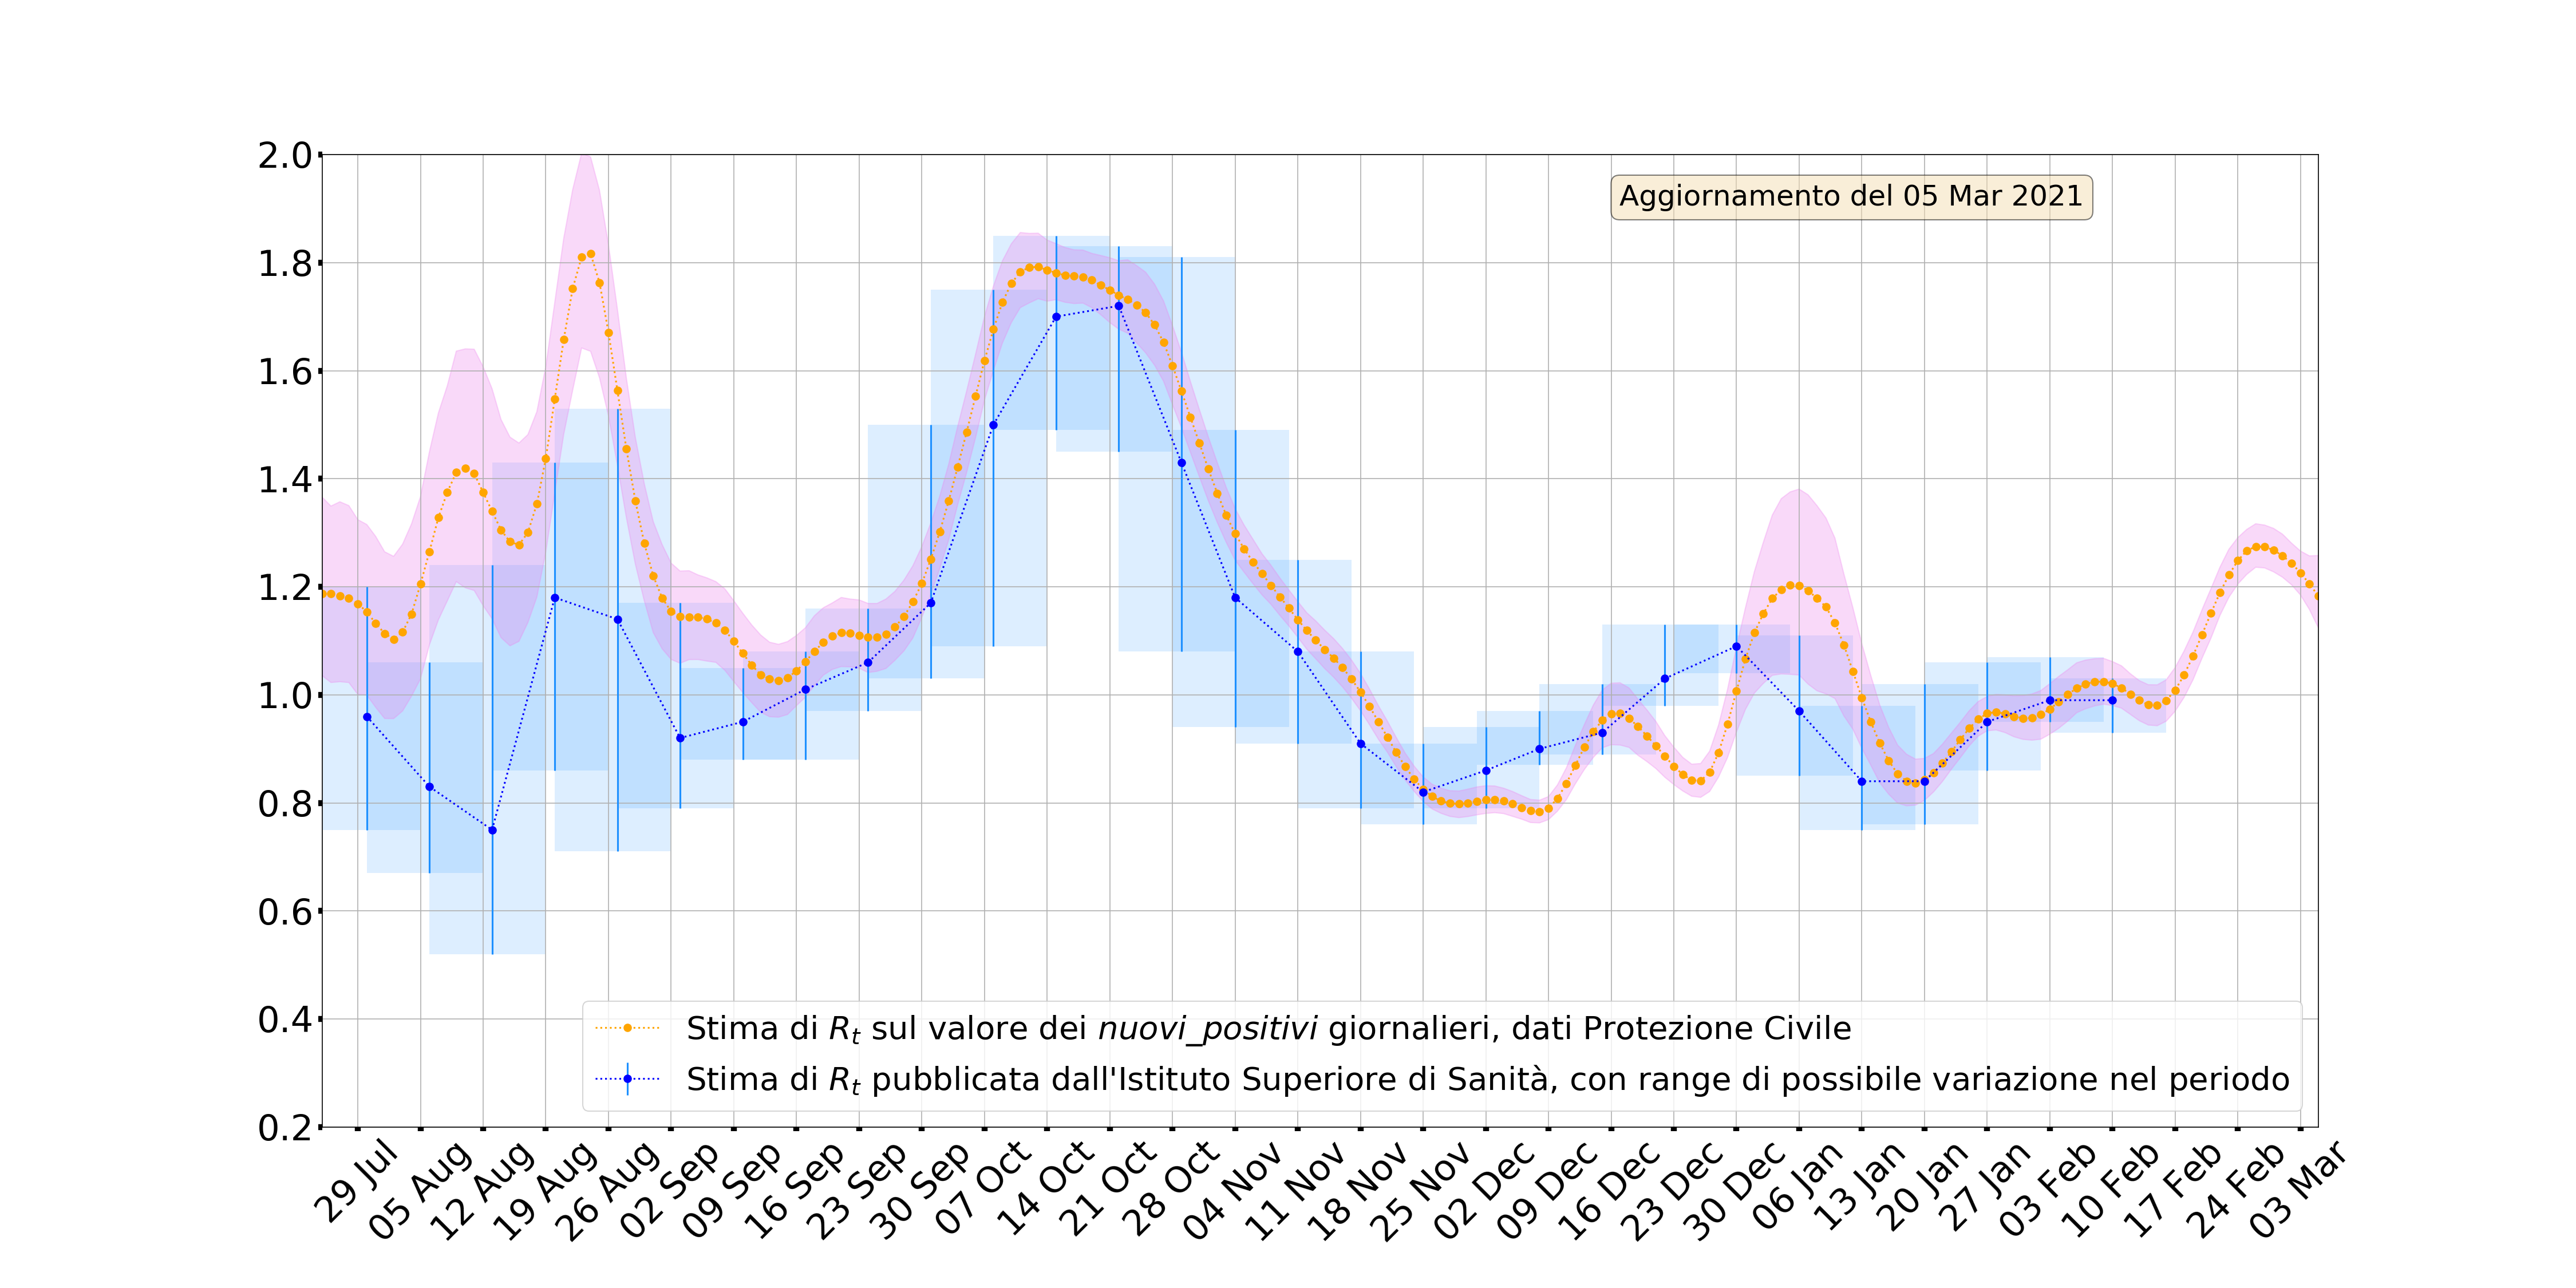 2.0
1.8
1.6
1.4
1.2
1.0
0.8
0.6
0.4
0.2
Aggiornamento del 05 Mar 2021
Stima di Rt sul valore dei nuovi_positivi giornalieri, dati Protezione Civile
Stima di Rt pubblicata dall'Istituto Superiore di Sanità, con range di possibile variazione nel periodo
29 Jul
05 Aug
12 Aug
19 Aug
26 Aug
02 Sep
09 Sep
16 Sep
23 Sep
30 Sep
07 Oct
14 Oct
21 Oct
28 Oct
04 Nov
11 Nov
18 Nov
25 Nov
02 Dec
09 Dec
16 Dec
23 Dec
30 Dec
06 Jan
13 Jan
20 Jan
27 Jan
03 Feb
10 Feb
17 Feb
24 Feb
03 Mar